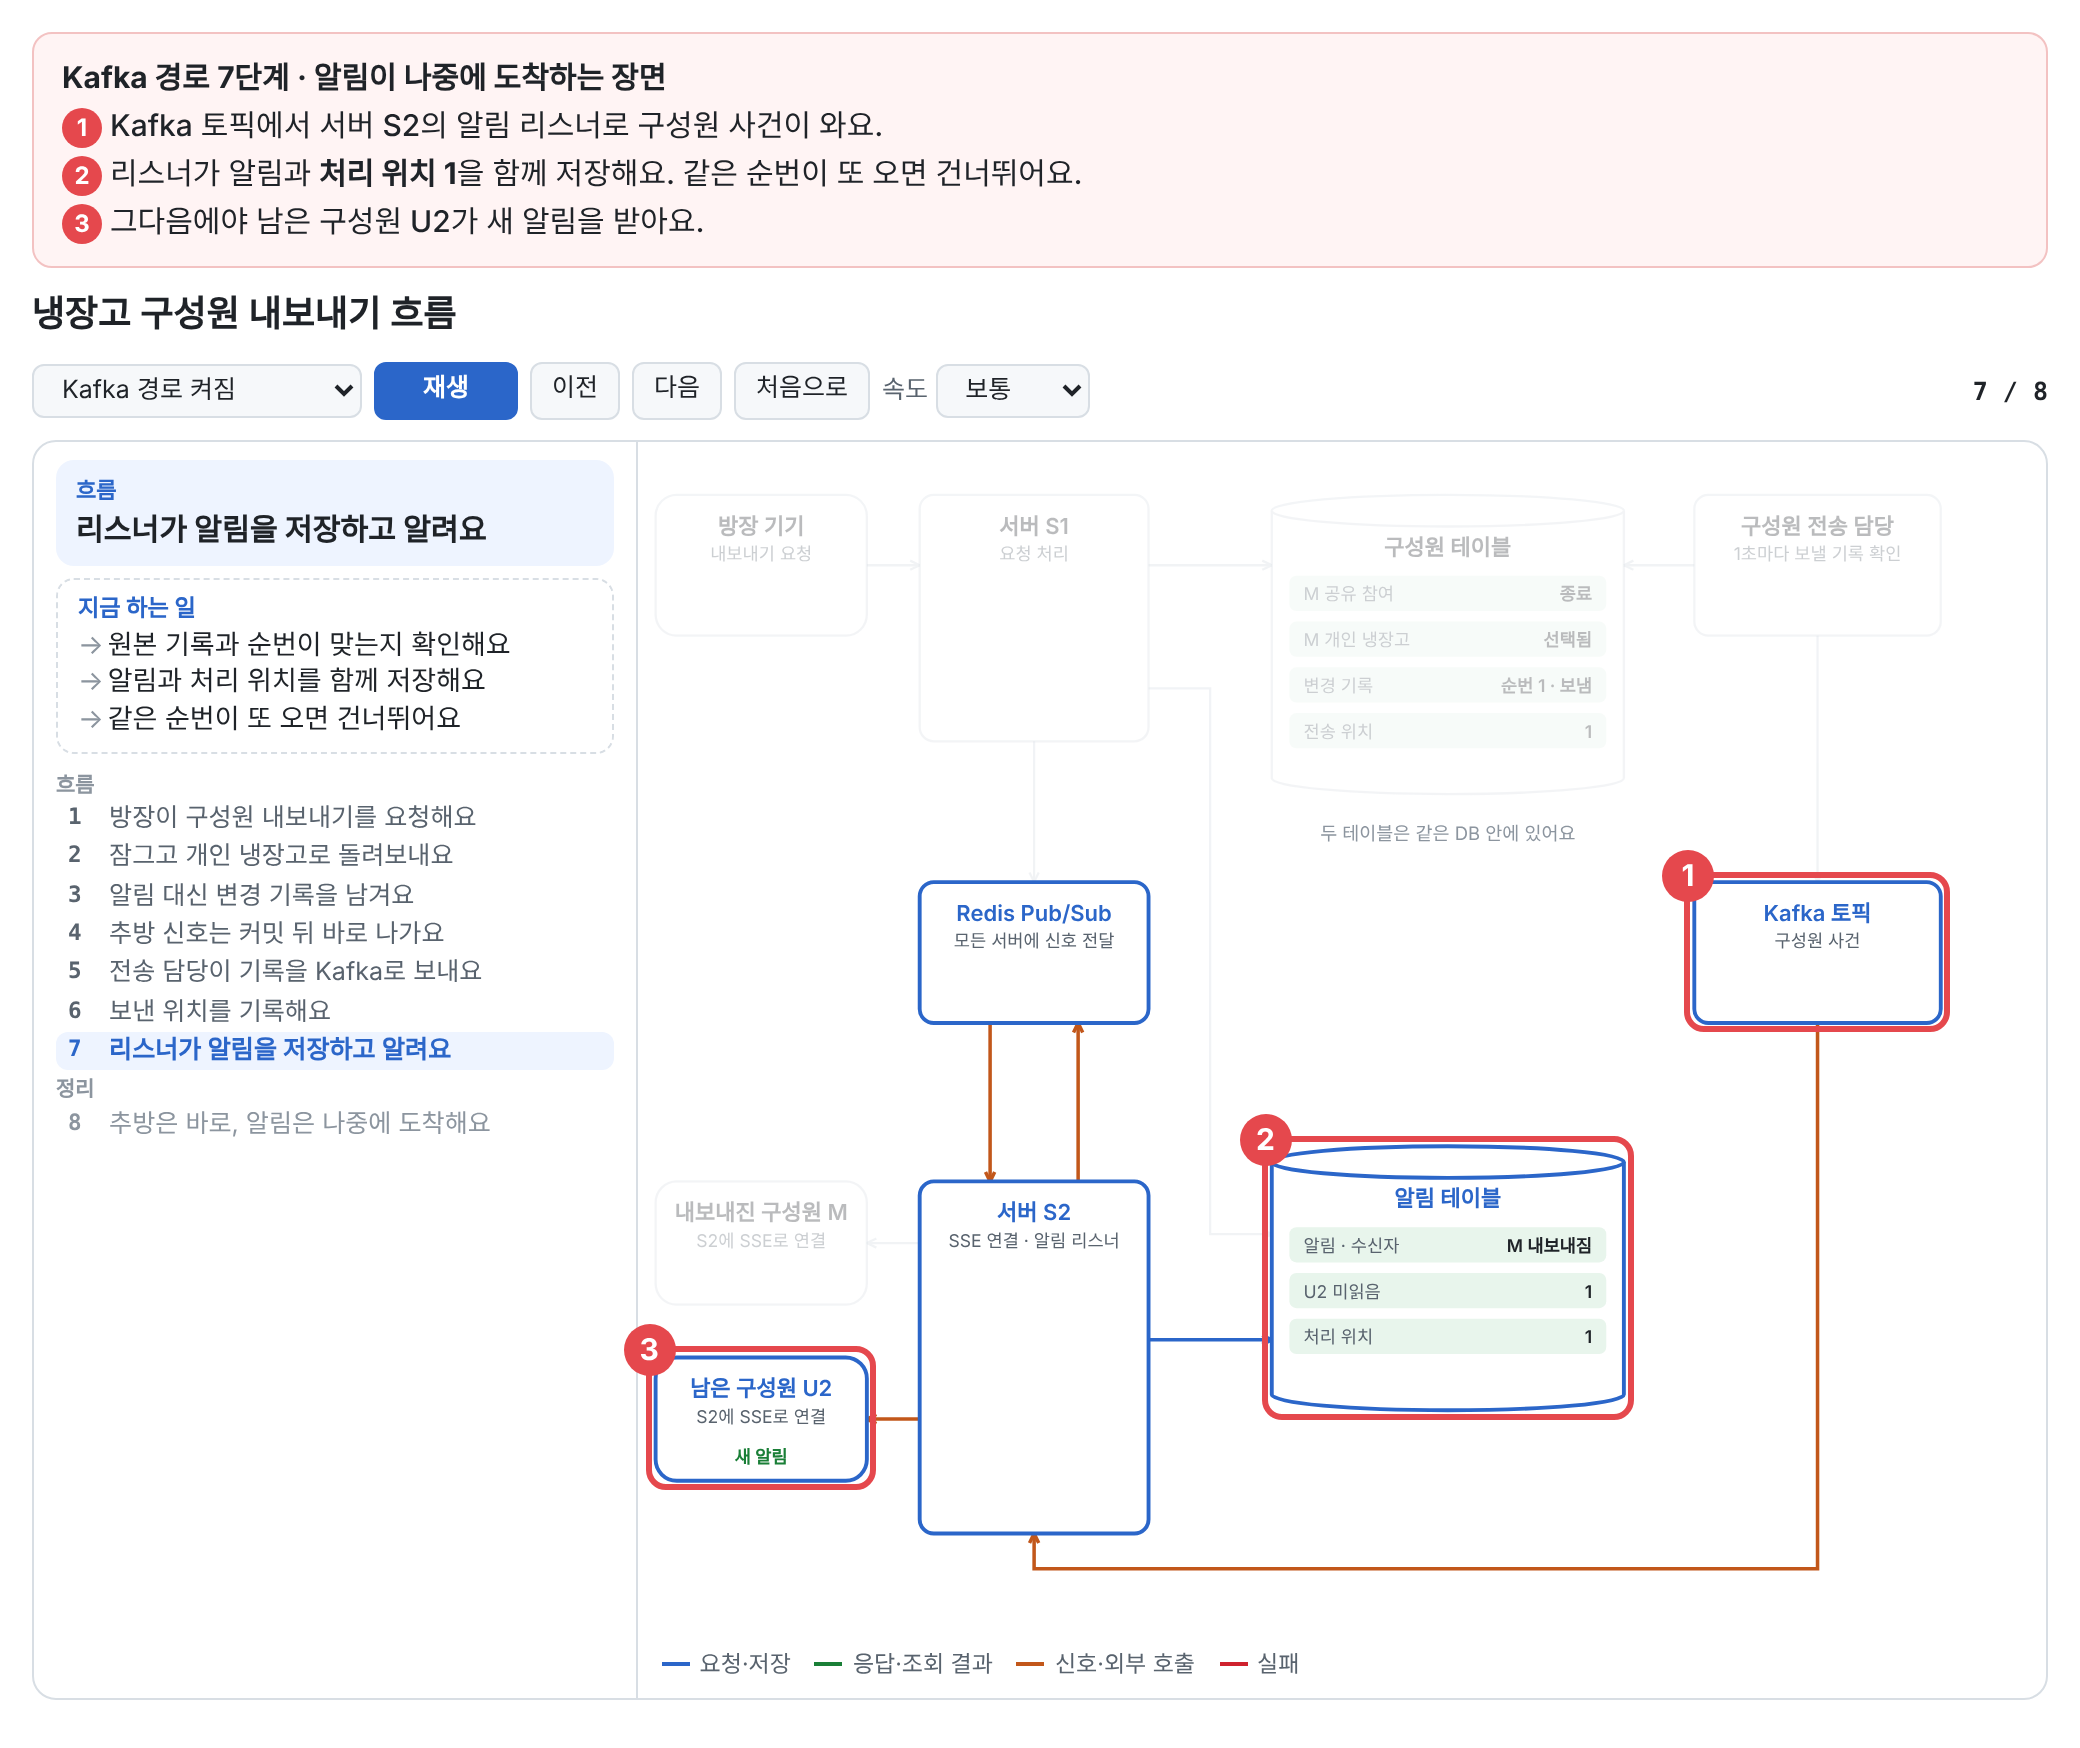 Kafka 경로 7단계 · 알림이 나중에 도착하는 장면
1 Kafka 토픽에서 서버 S2의 알림 리스너로 구성원 사건이 와요.
2 리스너가 알림과 처리 위치 1을 함께 저장해요. 같은 순번이 또 오면 건너뛰어요.
3 그다음에야 남은 구성원 U2가 새 알림을 받아요.
냉장고 구성원 내보내기 흐름
Kafka 경로 켜짐 재생 이전 다음 처음으로 속도 보통 7 / 8
흐름
리스너가 알림을 저장하고 알려요
지금 하는 일
→ 원본 기록과 순번이 맞는지 확인해요
→ 알림과 처리 위치를 함께 저장해요
→ 같은 순번이 또 오면 건너뛰어요
흐름
1 방장이 구성원 내보내기를 요청해요
2 잠그고 개인 냉장고로 돌려보내요
3 알림 대신 변경 기록을 남겨요
4 추방 신호는 커밋 뒤 바로 나가요
5 전송 담당이 기록을 Kafka로 보내요
6 보낸 위치를 기록해요
7 리스너가 알림을 저장하고 알려요
정리
8 추방은 바로, 알림은 나중에 도착해요
방장 기기
내보내기 요청
서버 S1
요청 처리
구성원 테이블
M 공유 참여 종료
M 개인 냉장고 선택됨
변경 기록 순번 1 · 보냄
전송 위치 1
구성원 전송 담당
1초마다 보낼 기록 확인
두 테이블은 같은 DB 안에 있어요
Redis Pub/Sub
모든 서버에 신호 전달
1
Kafka 토픽
구성원 사건
내보내진 구성원 M
S2에 SSE로 연결
서버 S2
SSE 연결 · 알림 리스너
2
알림 테이블
알림 · 수신자 M 내보내짐
U2 미읽음 1
처리 위치 1
3
남은 구성원 U2
S2에 SSE로 연결
새 알림
요청·저장 응답·조회 결과 신호·외부 호출 실패